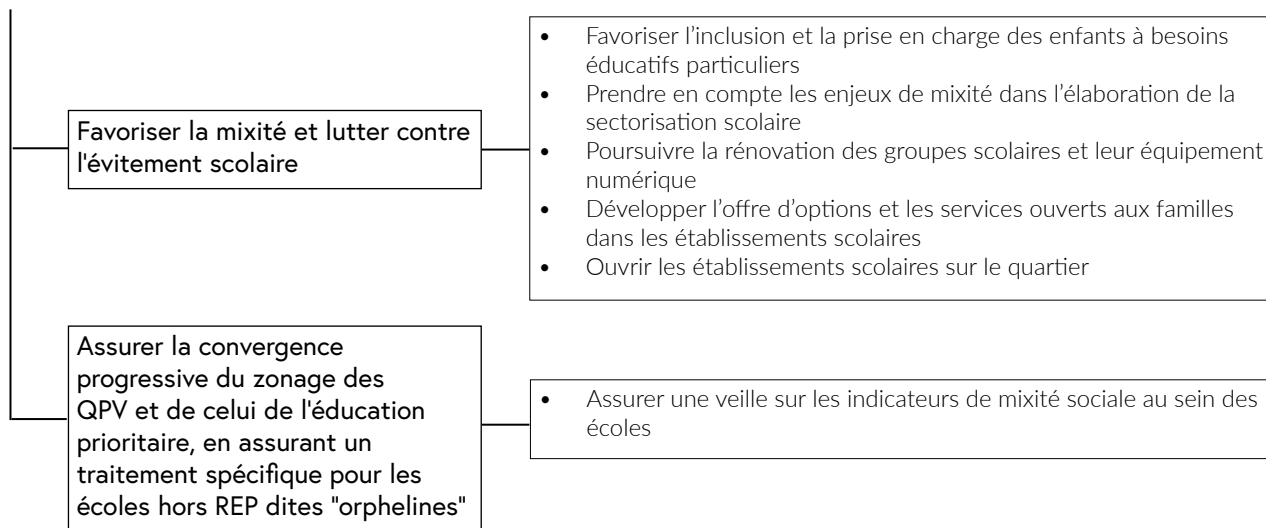 Favoriser la mixité et lutter contre
l'évitement scolaire
• Favoriser l’inclusion et la prise en charge des enfants à besoins
éducatifs particuliers
• Prendre en compte les enjeux de mixité dans l’élaboration de la
sectorisation scolaire
• Poursuivre la rénovation des groupes scolaires et leur équipement
numérique
• Développer l’offre d’options et les services ouverts aux familles
dans les établissements scolaires
• Ouvrir les établissements scolaires sur le quartier
Assurer la convergence
progressive du zonage des
QPV et de celui de l'éducation
prioritaire, en assurant un
traitement spécifique pour les
écoles hors REP dites "orphelines"
• Assurer une veille sur les indicateurs de mixité sociale au sein des
écoles